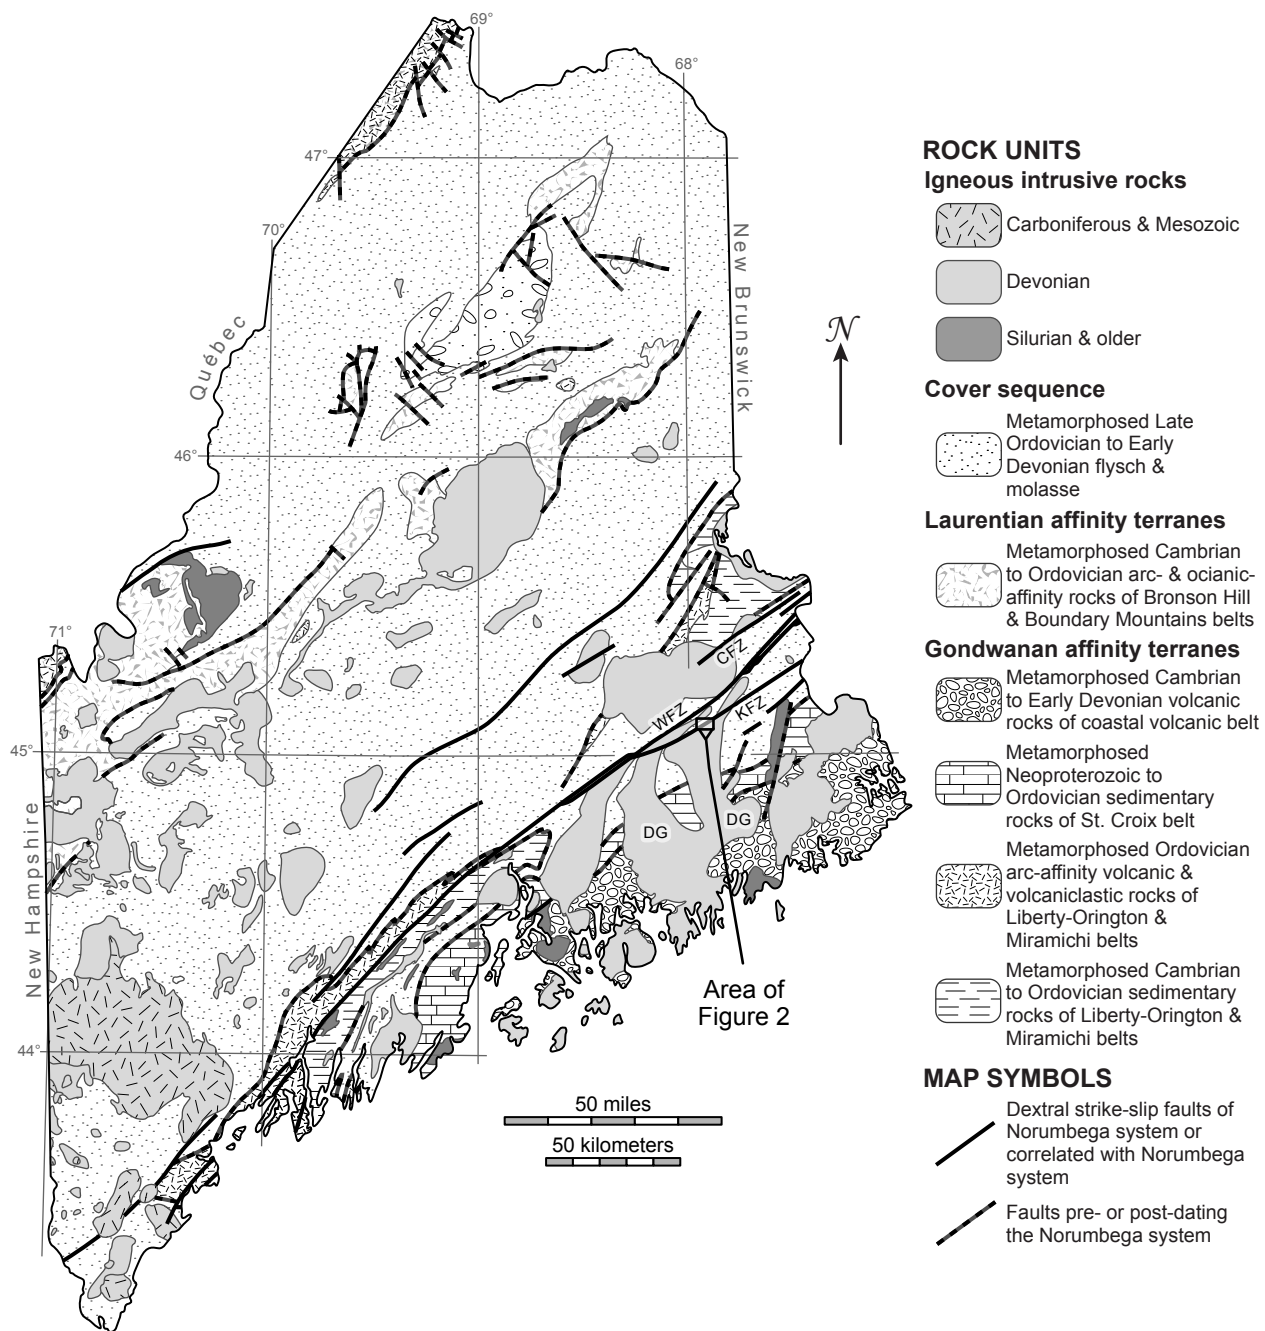 69°
68°
47°
70°
Québec
New Brunswick
46°
71°
CFZ
WFZ
KFZ
45°
DG
DG
New Hampshire
44°
Area of
Figure 2
50 miles
50 kilometers
N
ROCK UNITS
Igneous intrusive rocks
Carboniferous & Mesozoic
Devonian
Silurian & older
Cover sequence
Metamorphosed Late
Ordovician to Early
Devonian flysch &
molasse
Laurentian affinity terranes
Metamorphosed Cambrian
to Ordovician arc- & ocianic-
affinity rocks of Bronson Hill
& Boundary Mountains belts
Gondwanan affinity terranes
Metamorphosed Cambrian
to Early Devonian volcanic
rocks of coastal volcanic belt
Metamorphosed
Neoproterozoic to
Ordovician sedimentary
rocks of St. Croix belt
Metamorphosed Ordovician
arc-affinity volcanic &
volcaniclastic rocks of
Liberty-Orington &
Miramichi belts
Metamorphosed Cambrian
to Ordovician sedimentary
rocks of Liberty-Orington &
Miramichi belts
MAP SYMBOLS
Dextral strike-slip faults of
Norumbega system or
correlated with Norumbega
system
Faults pre- or post-dating
the Norumbega system